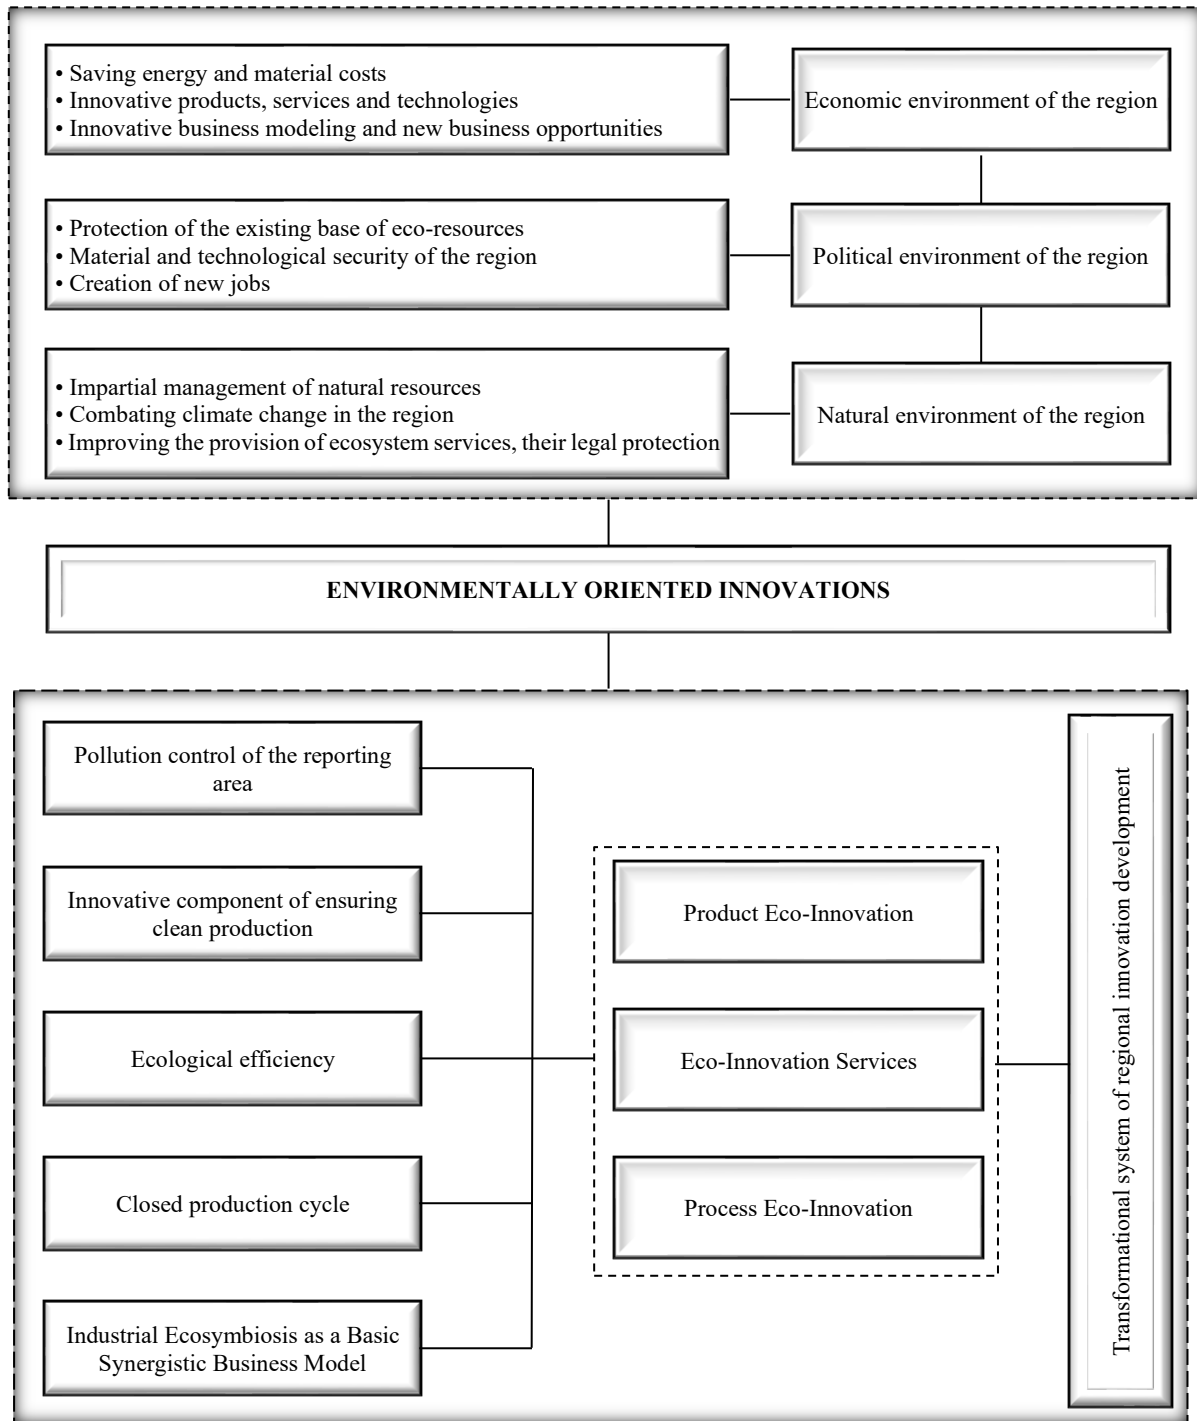 • Saving energy and material costs
• Innovative products, services and technologies
• Innovative business modeling and new business opportunities
Economic environment of the region
• Protection of the existing base of eco-resources
• Material and technological security of the region
• Creation of new jobs
Political environment of the region
• Impartial management of natural resources
• Combating climate change in the region
• Improving the provision of ecosystem services, their legal protection
Natural environment of the region
ENVIRONMENTALLY ORIENTED INNOVATIONS
Pollution control of the reporting
area
Innovative component of ensuring
clean production
Ecological efficiency
Closed production cycle
Industrial Ecosymbiosis as a Basic
Synergistic Business Model
Product Eco-Innovation
Eco-Innovation Services
Process Eco-Innovation
Transformational system of regional innovation development